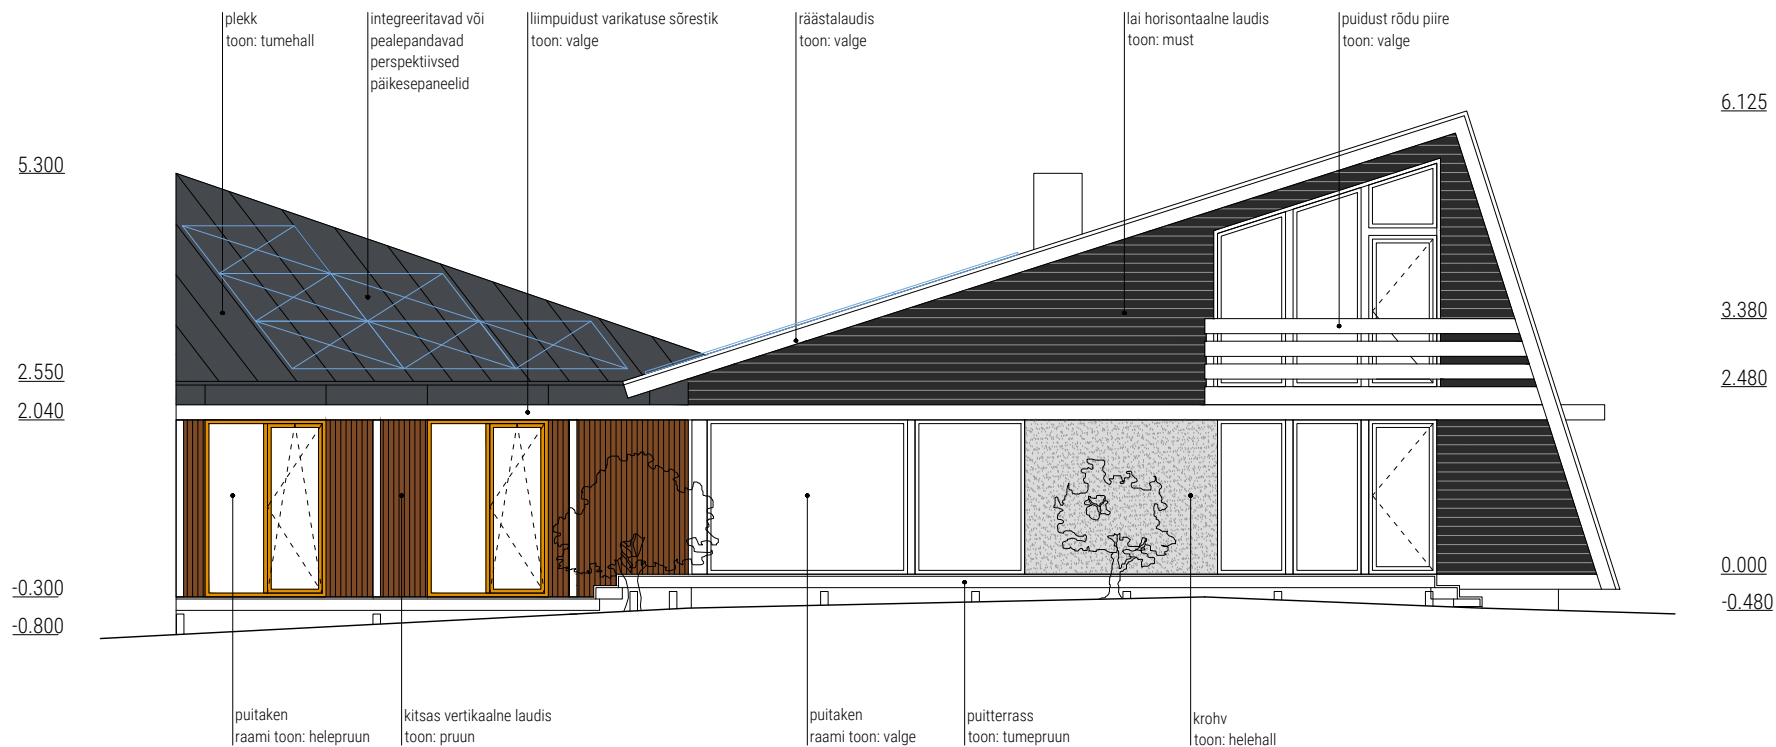 plekk
toon: tumehall
integreeritavad või
pealepandavad
perspektiivsed
päikesepaneelid
liimpuidust varikatuse sõrestik
toon: valge
räästalaudis
toon: valge
lai horisontaalne laudis
toon: must
puidust rõdu piire
toon: valge
5.300
2.550
2.040
-0.300
-0.800
6.125
3.380
2.480
0.000
-0.480
puitaken
raami toon: helepruun
kitsas vertikaalne laudis
toon: pruun
puitaken
raami toon: valge
puitterrass
toon: tumepruun
krohv
toon: helehall